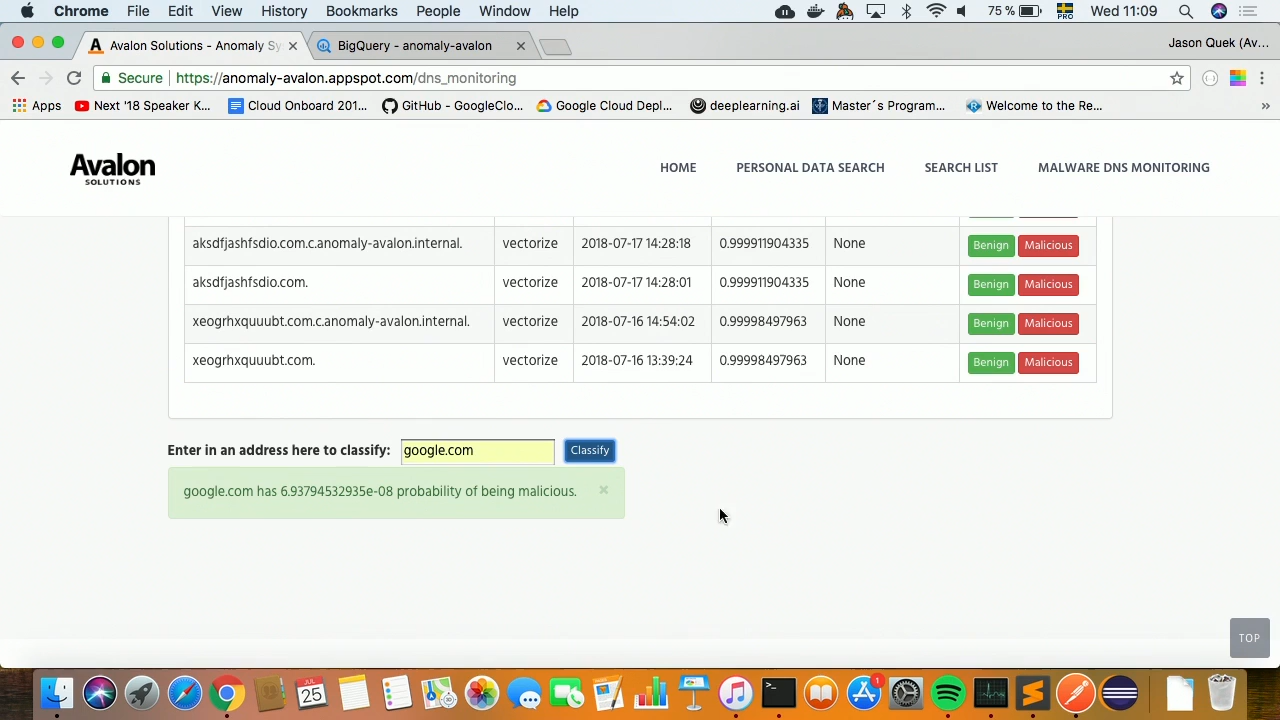 Chrome File Edit View History Bookmarks People Window Help 75 % PRO Wed 11:09
Avalon Solutions - Anomaly Sy × BigQuery - anomaly-avalon × Jason Quek (Av...
Secure | https://anomaly-avalon.appspot.com/dns_monitoring
Apps Next '18 Speaker K... Cloud Onboard 201... GitHub - GoogleClo... Google Cloud Depl... deeplearning.ai Master´s Program... Welcome to the Re... »
Avalon
SOLUTIONS
HOME PERSONAL DATA SEARCH SEARCH LIST MALWARE DNS MONITORING
aksdfjashfsdio.com.c.anomaly-avalon.internal. vectorize 2018-07-17 14:28:18 0.999911904335 None Benign Malicious
aksdfjashfsdio.com. vectorize 2018-07-17 14:28:01 0.999911904335 None Benign Malicious
xeogrhxquuubt.com.c.anomaly-avalon.internal. vectorize 2018-07-16 14:54:02 0.99998497963 None Benign Malicious
xeogrhxquuubt.com. vectorize 2018-07-16 13:39:24 0.99998497963 None Benign Malicious
Enter in an address here to classify: google.com Classify
google.com has 6.93794532935e-08 probability of being malicious. ×
TOP
JUL
25
1